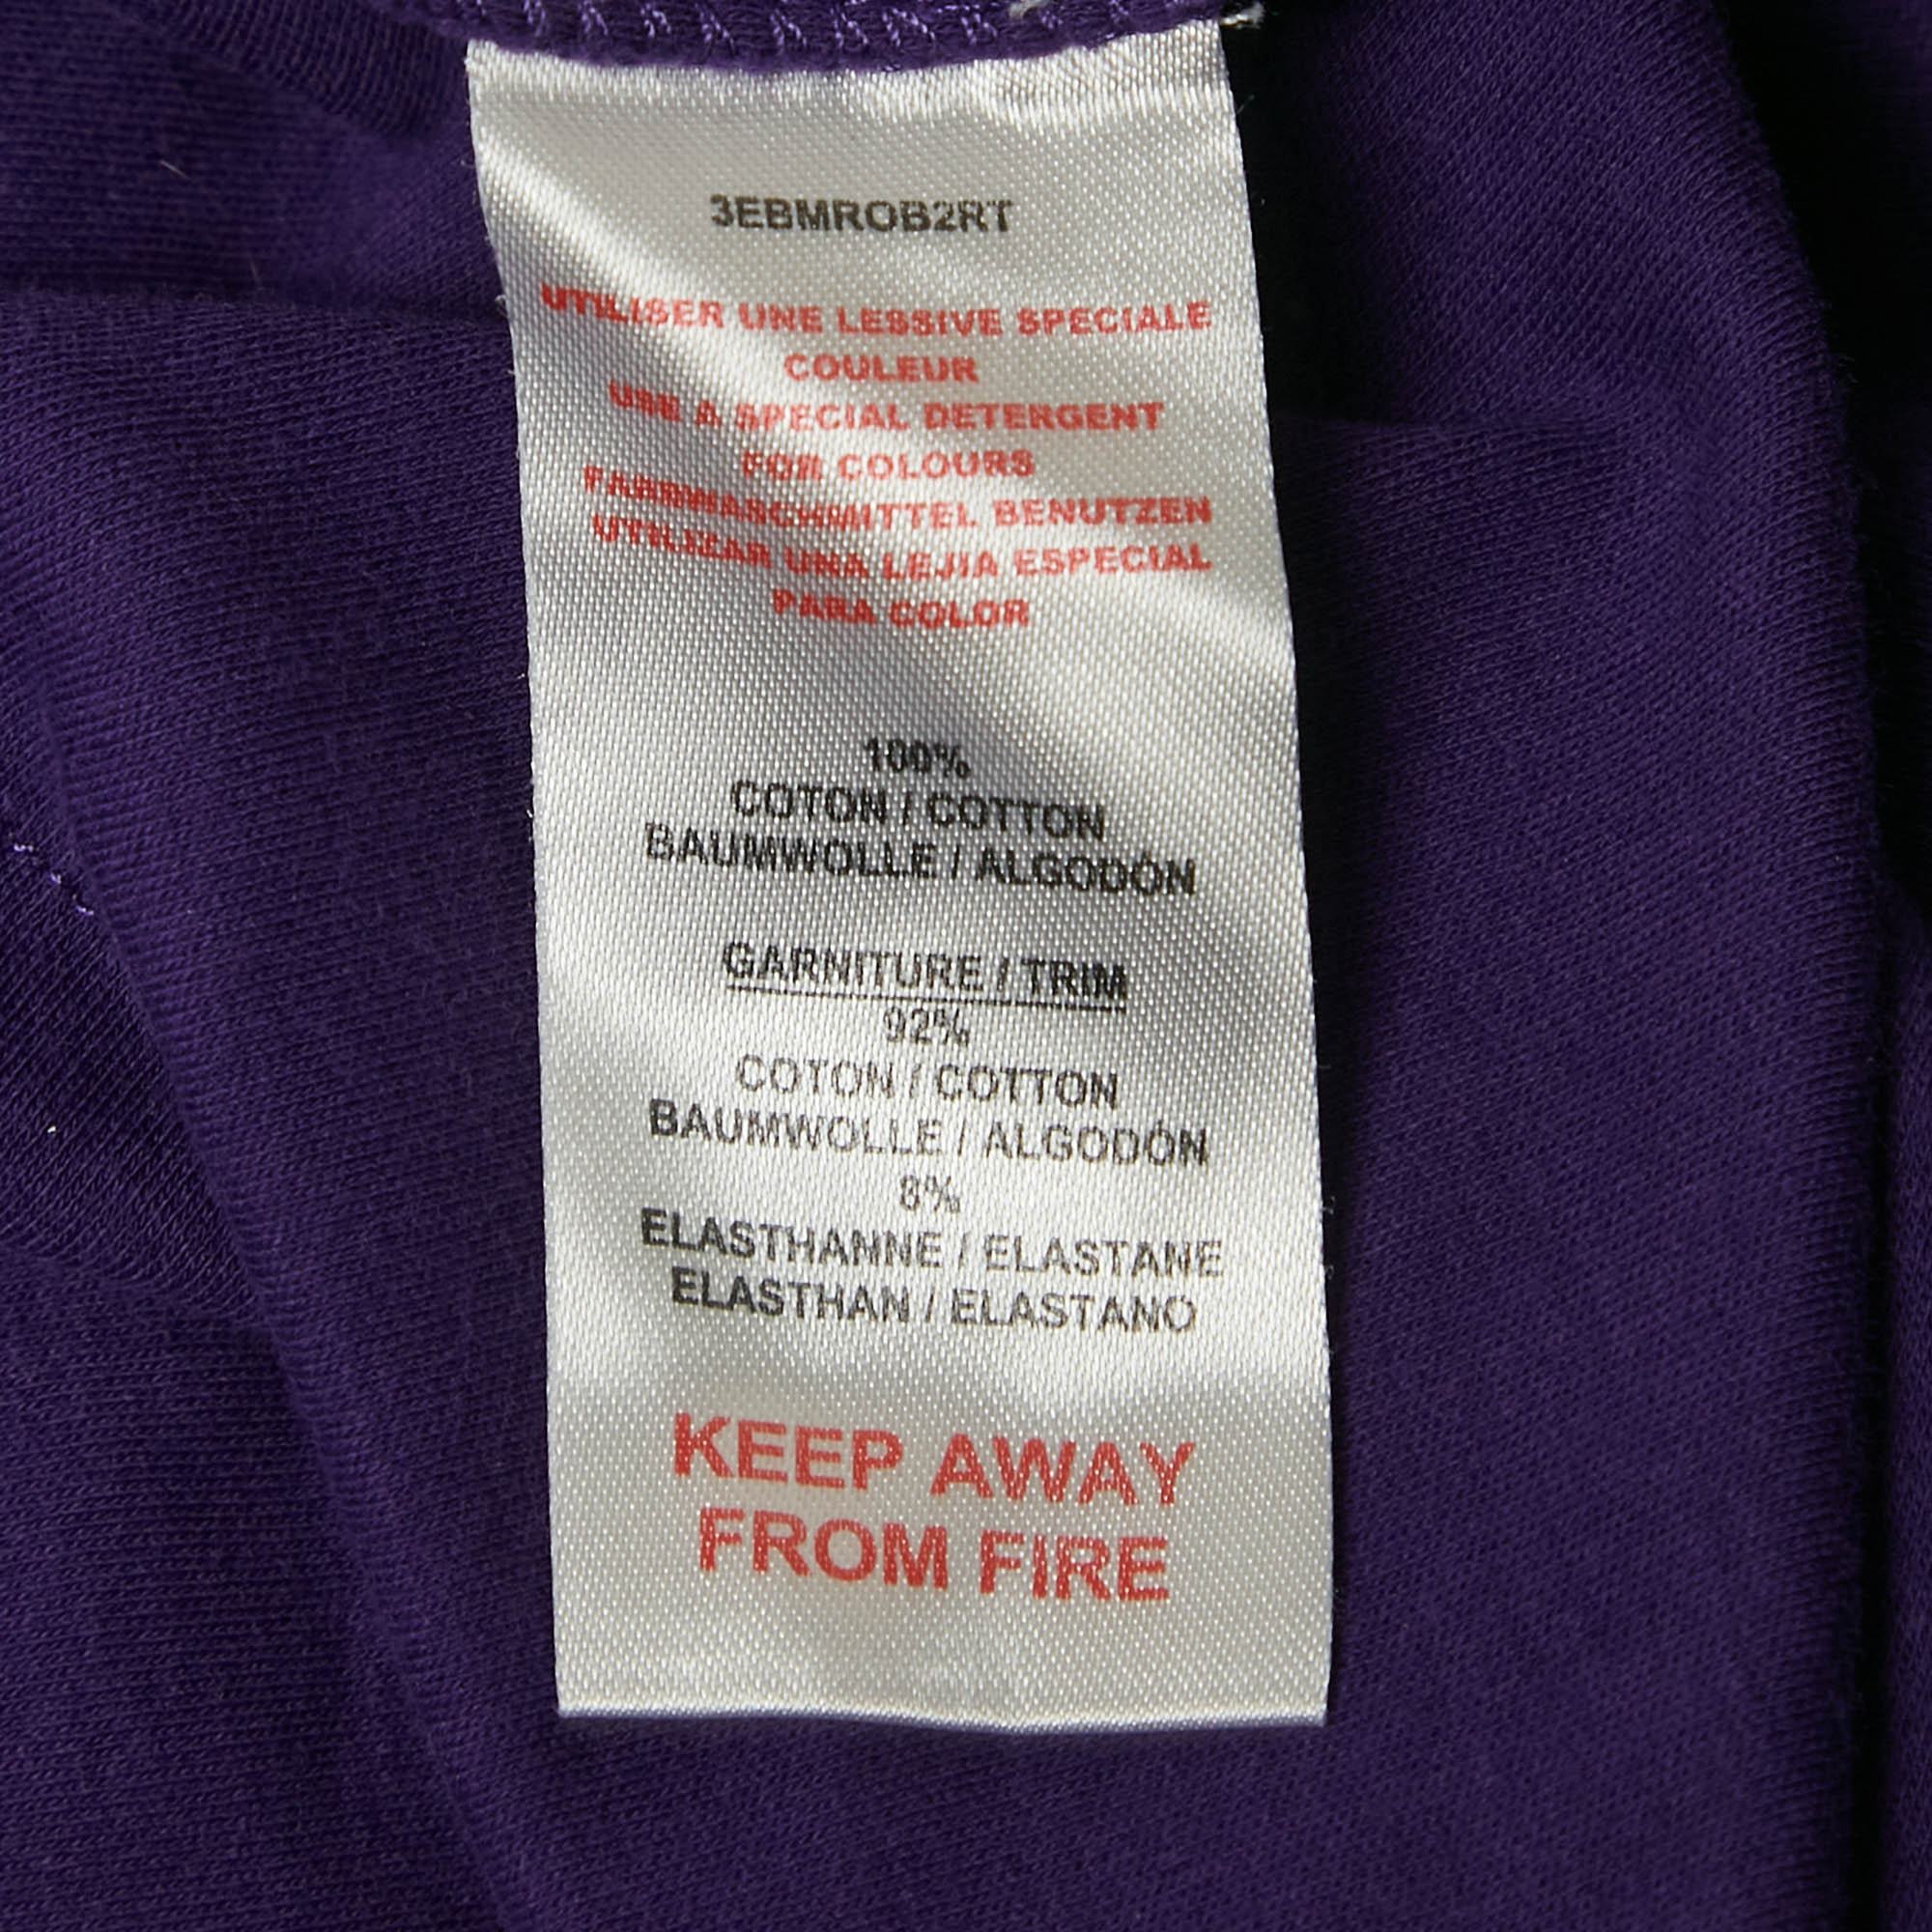 3EBMROB2RT
UTILISER UNE LESSIVE SPECIALE
COULEUR
USE A SPECIAL DETERGENT
FOR COLOURS
FARBWASCHMITTEL BENUTZEN
UTILIZAR UNA LEJIA ESPECIAL
PARA COLOR
100%
COTON / COTTON
BAUMWOLLE / ALGODÓN
GARNITURE / TRIM
92%
COTON / COTTON
BAUMWOLLE / ALGODÓN
8%
ELASTHANNE / ELASTANE
ELASTHAN / ELASTANO
KEEP AWAY
FROM FIRE